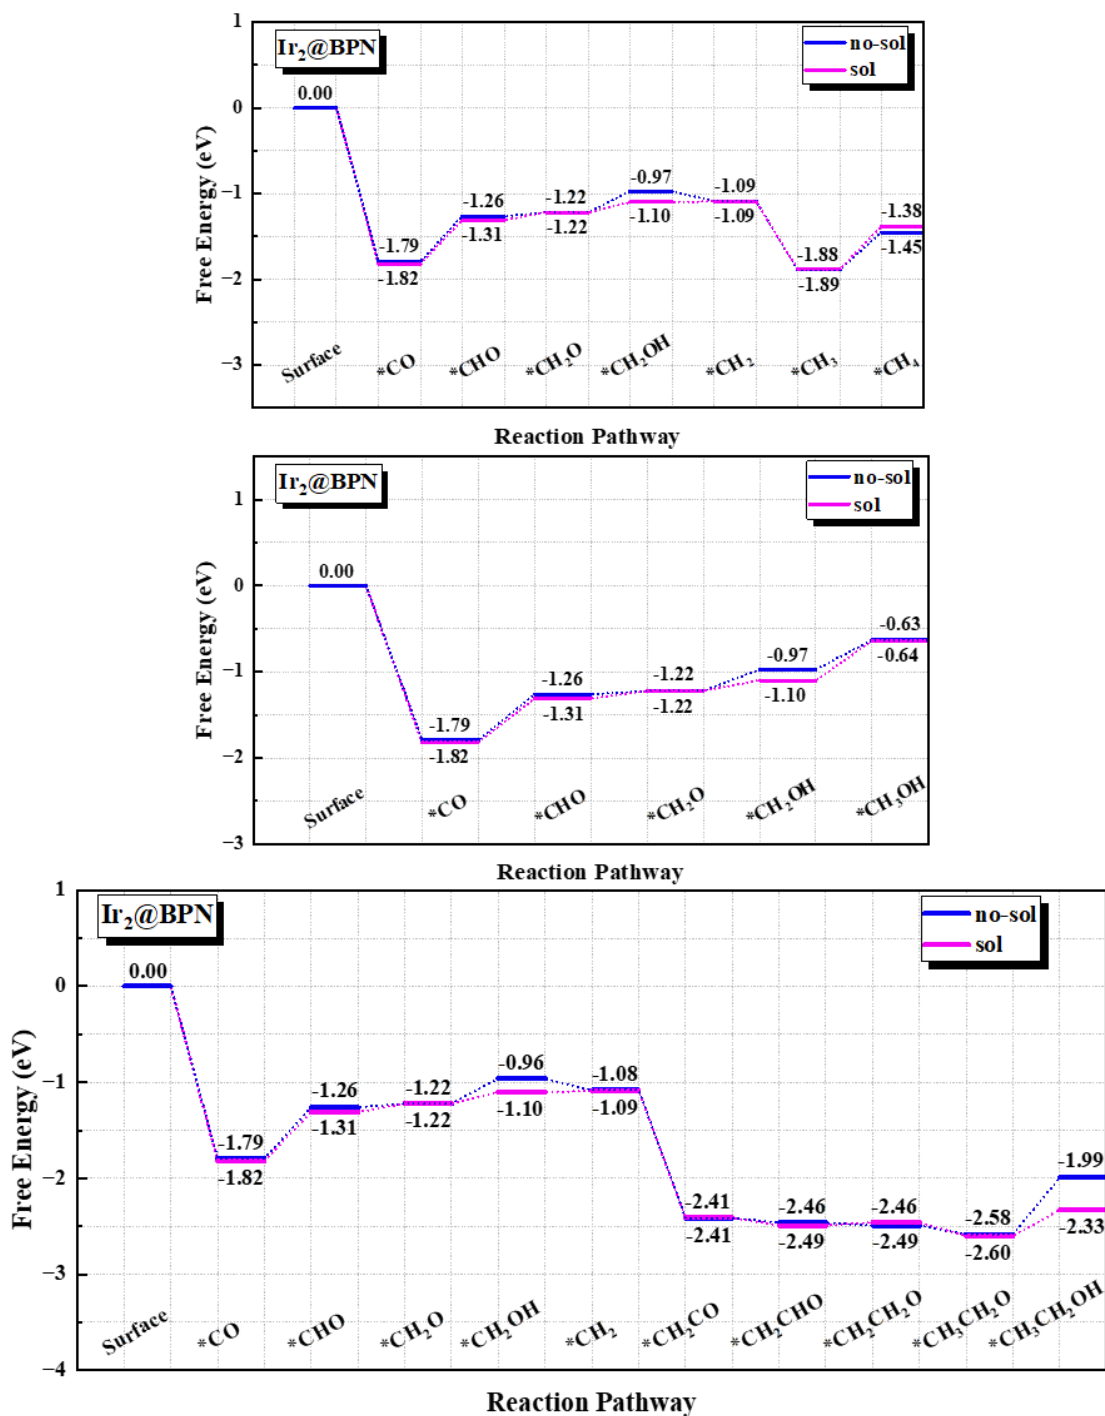 1
Ir₂@BPN
no-sol
sol
0.00
0
-0.97
-1.09
-1.26
-1.22
-1.38
−1
-1.31
-1.22
-1.10
-1.09
-1.79
-1.88
-1.45
-1.82
-1.89
−2
−3
Surface
*CO
*CHO
*CH₂O
*CH₂OH
*CH₂
*CH₃
*CH₄
Free Energy (eV)
Reaction Pathway
Ir₂@BPN
no-sol
sol
1
0.00
0
-0.63
-0.97
-0.64
-1.26
-1.22
−1
-1.31
-1.22
-1.10
-1.79
-1.82
−2
−3
Surface
*CO
*CHO
*CH₂O
*CH₂OH
*CH₃OH
Free Energy (eV)
Reaction Pathway
1
Ir₂@BPN
no-sol
sol
0.00
0
-0.96
-1.08
-1.26
-1.22
−1
-1.31
-1.22
-1.10
-1.09
-1.79
-1.82
-1.99
−2
-2.41
-2.46
-2.46
-2.58
-2.33
-2.41
-2.49
-2.49
-2.60
−3
−4
Surface
*CO
*CHO
*CH₂O
*CH₂OH
*CH₂
*CH₂CO
*CH₂CHO
*CH₂CH₂O
*CH₃CH₂O
*CH₃CH₂OH
Free Energy (eV)
Reaction Pathway